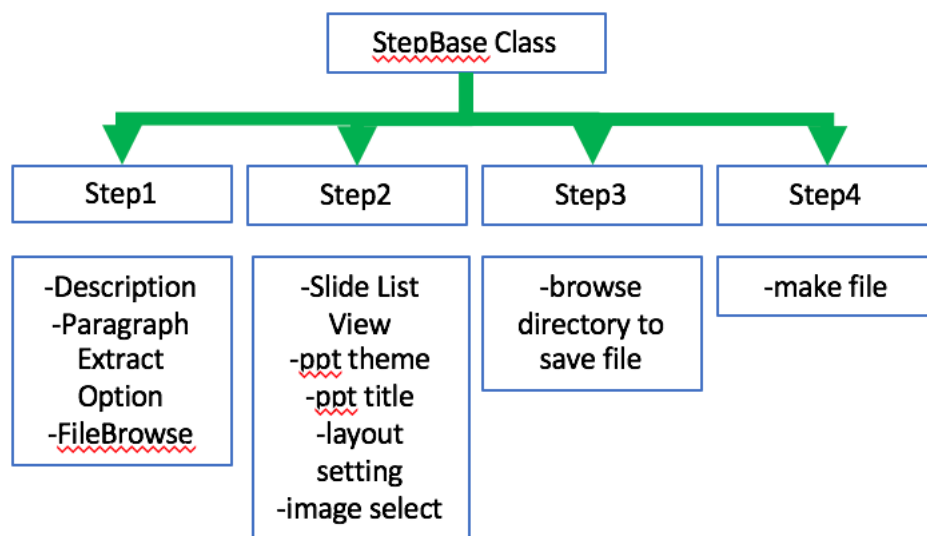 StepBase Class
Step1
Step2
Step3
Step4
-Description
-Paragraph
Extract
Option
-FileBrowse
-Slide List
View
-ppt theme
-ppt title
-layout
setting
-image select
-browse
directory to
save file
-make file